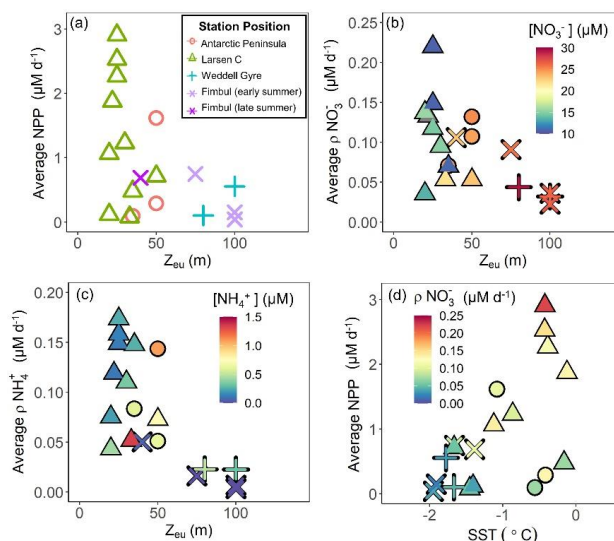 (a)
Station Position
Antarctic Peninsula
Larsen C
Weddell Gyre
Fimbul (early summer)
Fimbul (late summer)
Average NPP (μM d⁻¹)
3
2
1
0
0
50
100
Zeu (m)
(b)
[NO3⁻] (μM)
30
25
20
15
10
Average ρ NO3⁻
0.25
0.20
0.15
0.10
0.05
0.00
0
50
100
Zeu (m)
(c)
[NH4⁺] (μM)
1.5
1.0
0.5
0.0
Average ρ NH4⁺ (μM d⁻¹)
0.20
0.15
0.10
0.05
0.00
0
50
100
Zeu (m)
(d) ρ NO3⁻ (μM d⁻¹)
0.25
0.20
0.15
0.10
0.05
0.00
Average NPP (μM d⁻¹)
3
2
1
0
-2
-1
0
SST ( ° C)